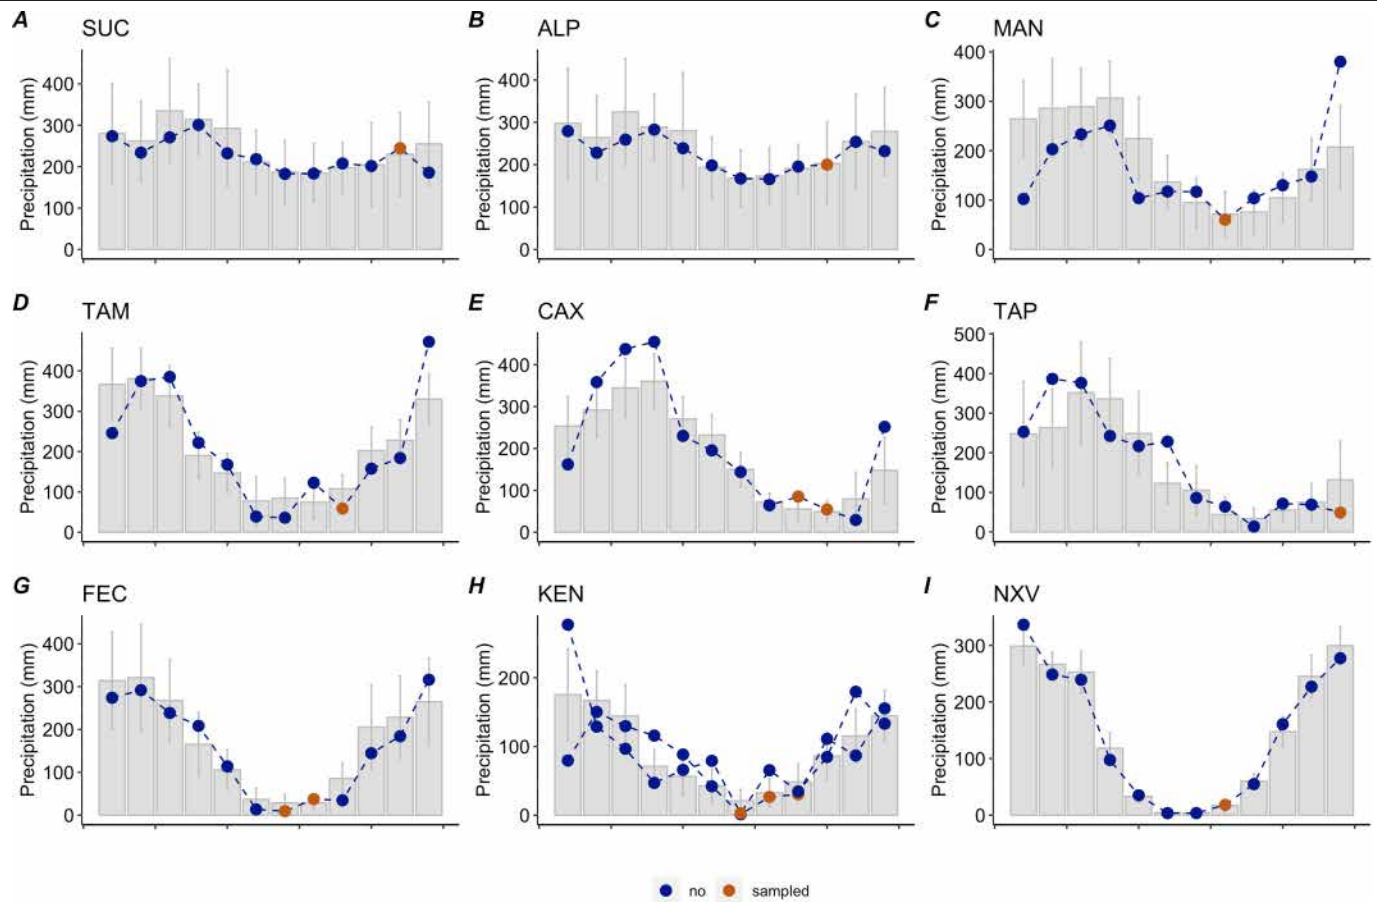 A SUC
Precipitation (mm)
400
300
200
100
0
B ALP
Precipitation (mm)
400
300
200
100
0
C MAN
Precipitation (mm)
400
300
200
100
0
D TAM
Precipitation (mm)
400
300
200
100
0
E CAX
Precipitation (mm)
400
300
200
100
0
F TAP
Precipitation (mm)
500
400
300
200
100
0
G FEC
Precipitation (mm)
400
300
200
100
0
H KEN
Precipitation (mm)
200
100
0
I NXV
Precipitation (mm)
300
200
100
0
no sampled